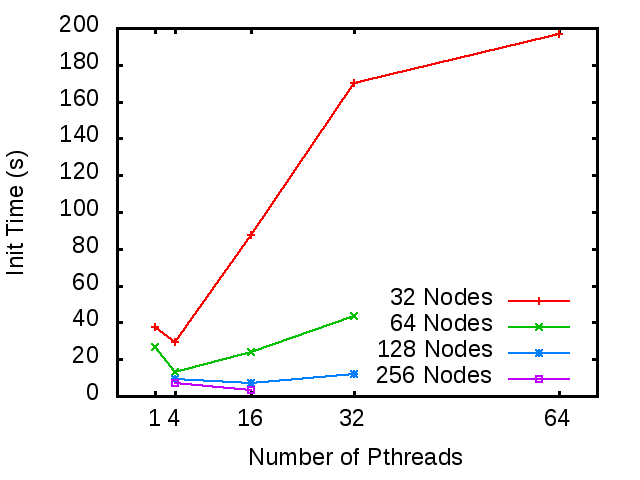 200
180
160
140
120
100
80
60
40
20
0
Init Time (s)
32 Nodes
64 Nodes
128 Nodes
256 Nodes
1 4 16 32 64
Number of Pthreads